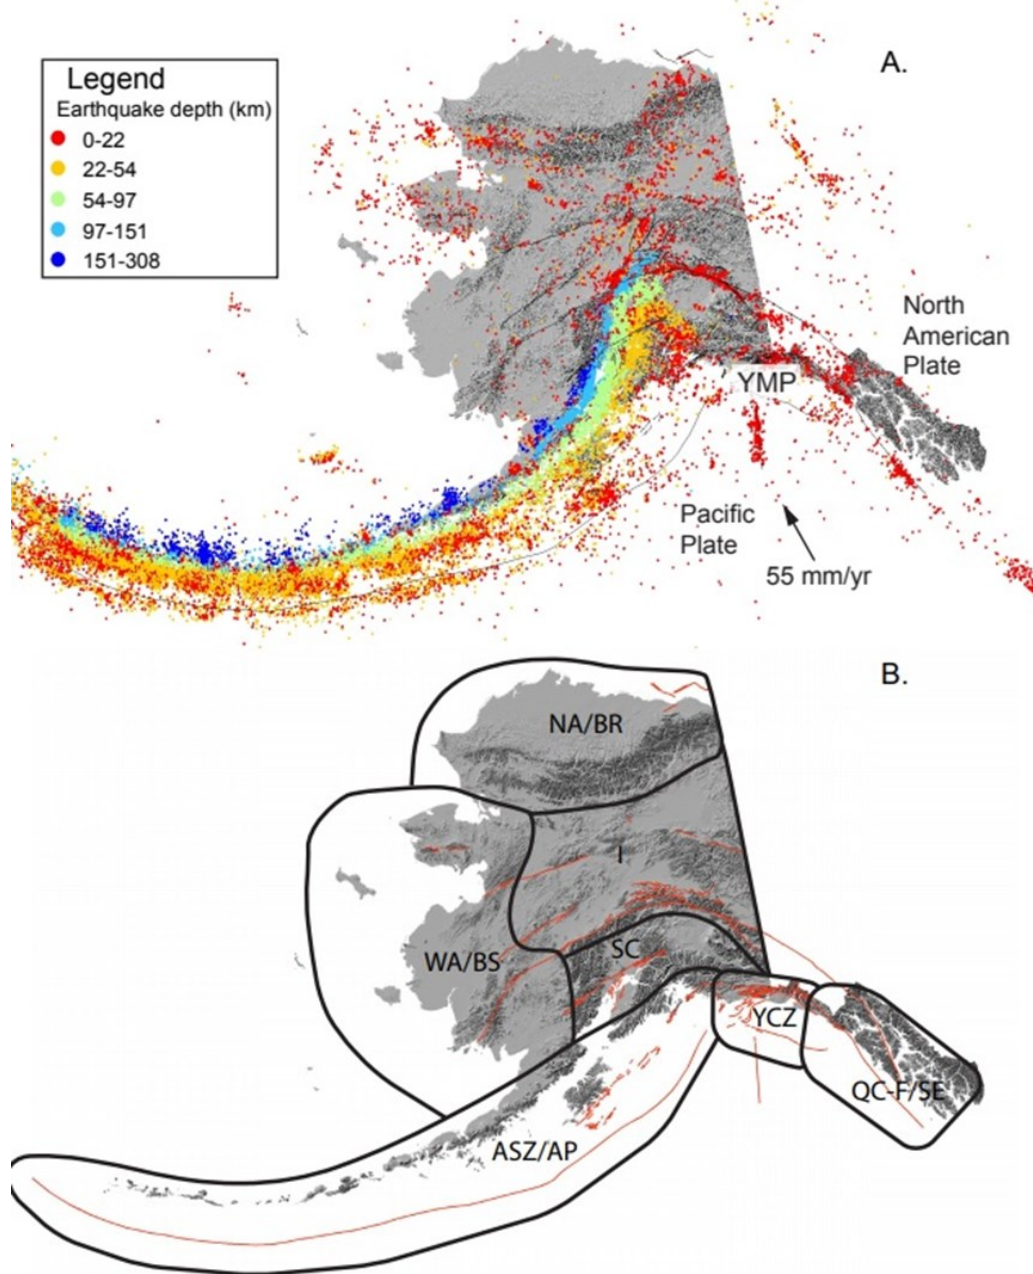 A.
Legend
Earthquake depth (km)
0-22
22-54
54-97
97-151
151-308
North
American
Plate
YMP
Pacific
Plate
55 mm/yr
B.
NA/BR
I
WA/BS
SC
YCZ
QC-F/SE
ASZ/AP